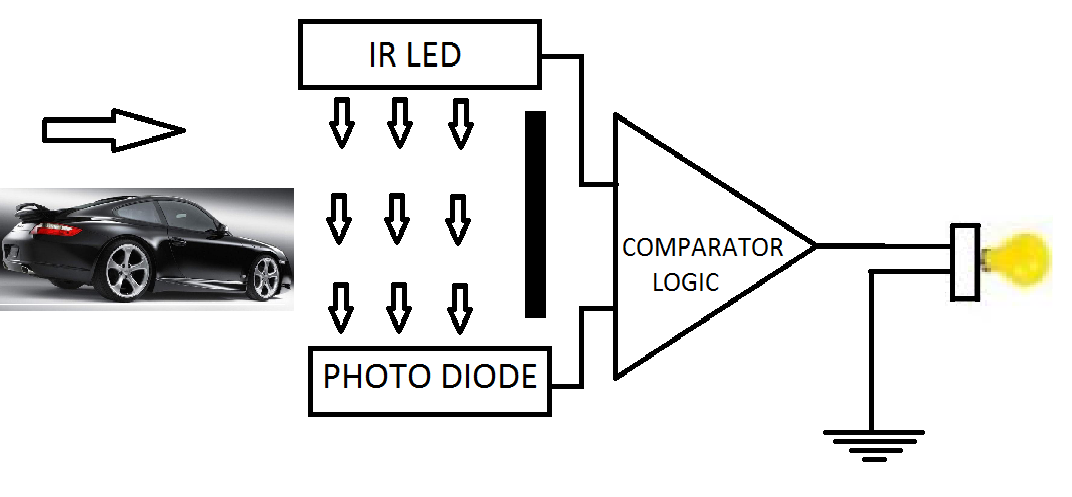 IR LED
COMPARATOR
LOGIC
PHOTO DIODE